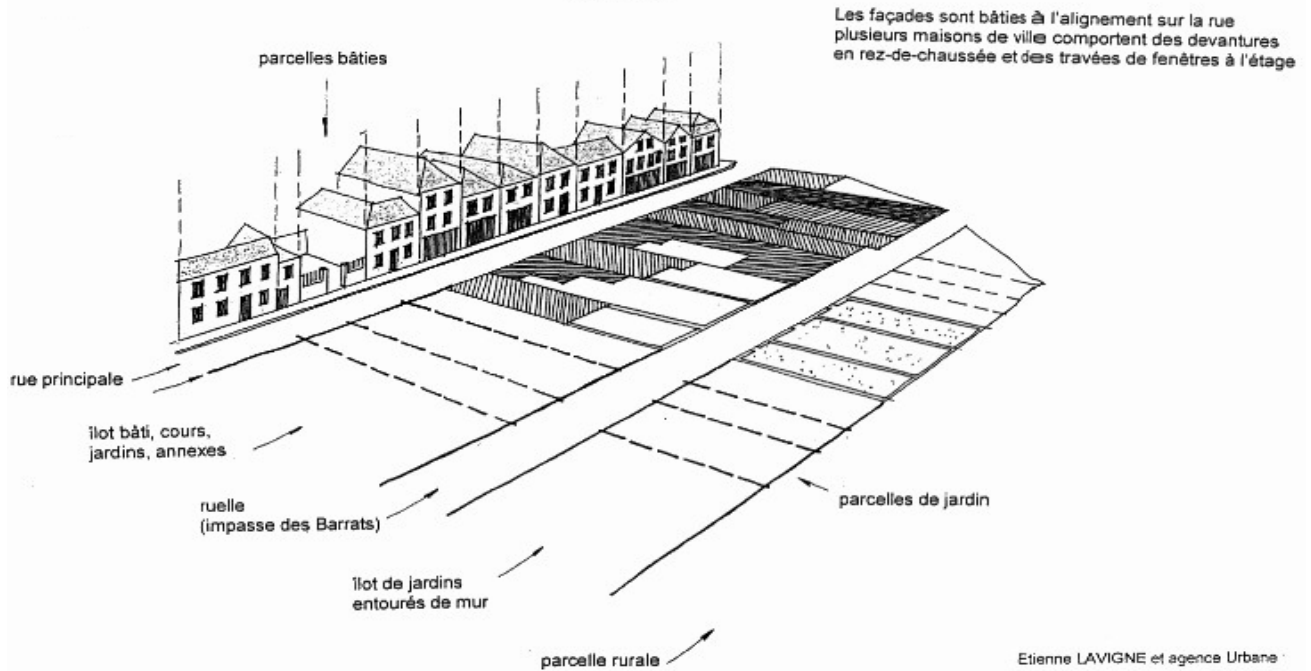 Les façades sont bâties à l'alignement sur la rue
plusieurs maisons de ville comportent des devantures
en rez-de-chaussée et des travées de fenêtres à l'étage
parcelles bâties
rue principale
îlot bâti, cours,
jardins, annexes
ruelle
(impasse des Barrats)
parcelles de jardin
îlot de jardins
entourés de mur
parcelle rurale
Etienne LAVIGNE et agence Urbane